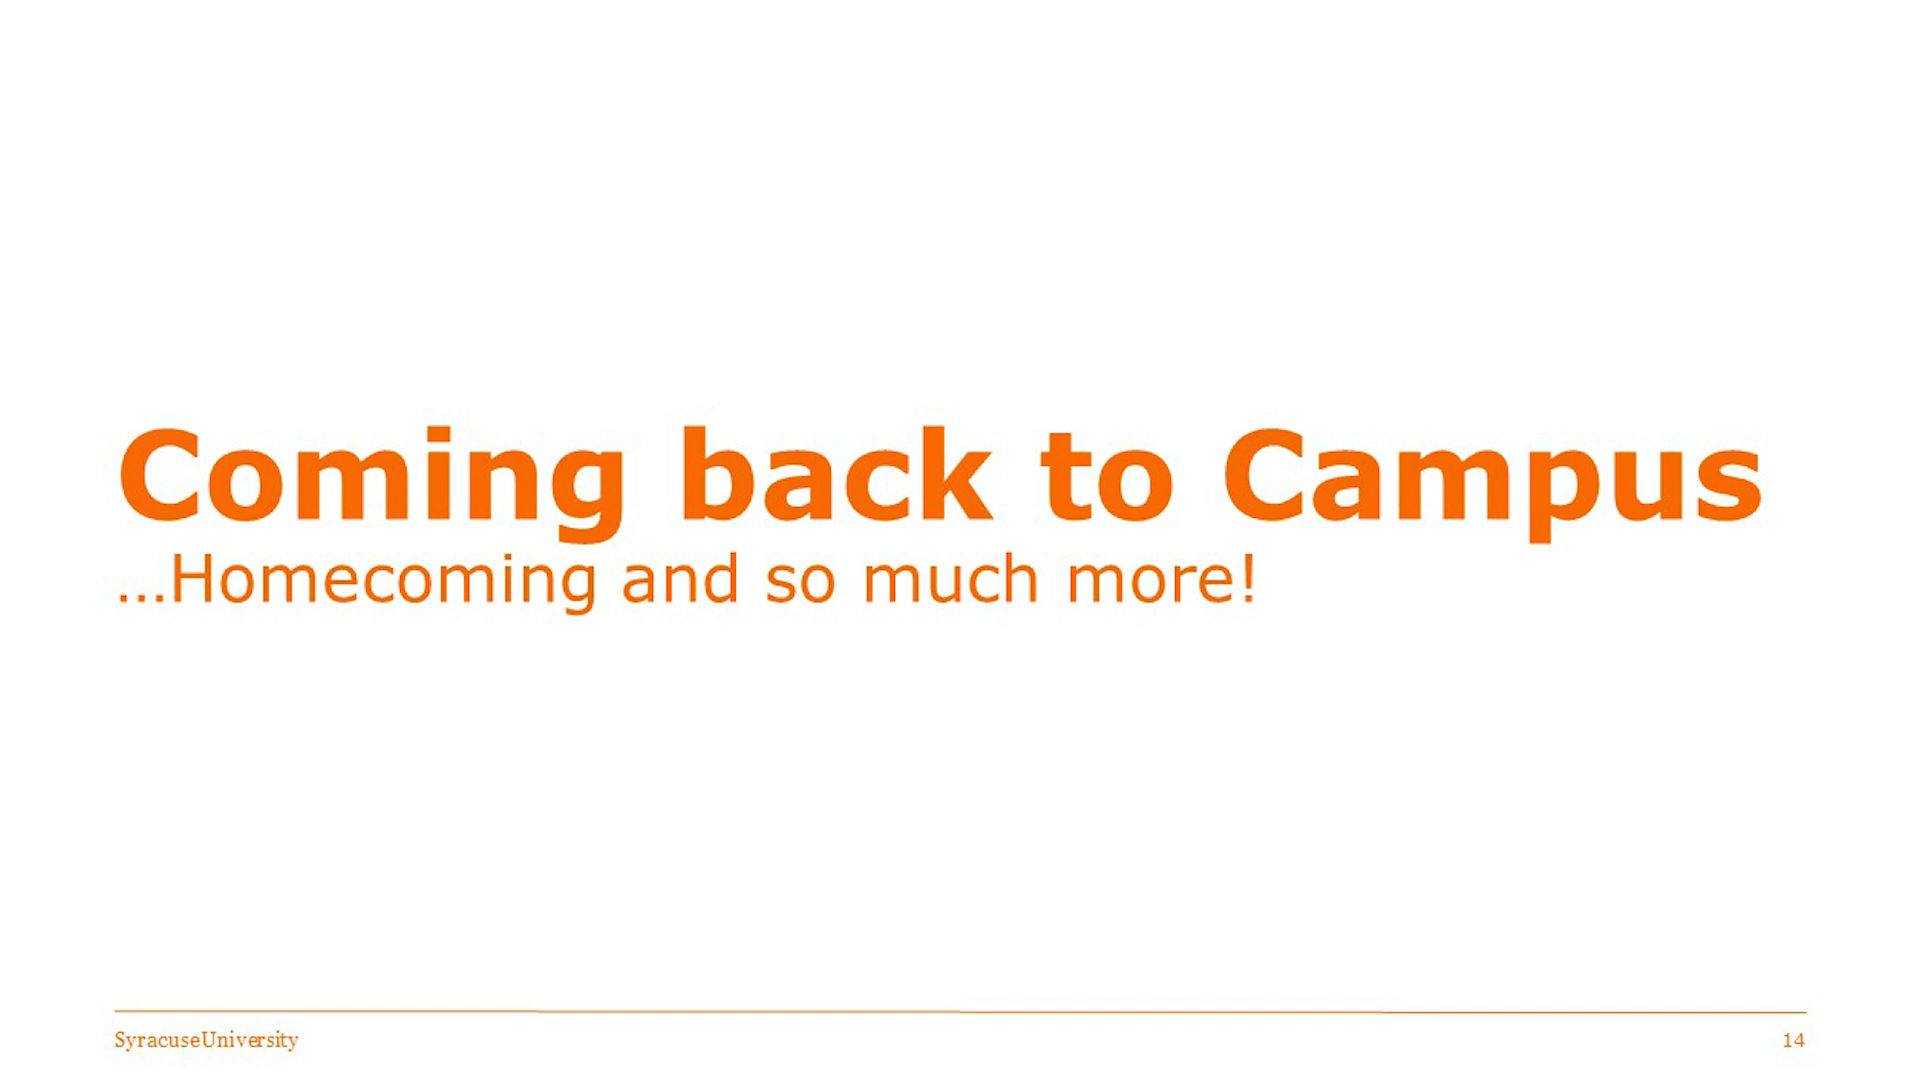 Coming back to Campus
...Homecoming and so much more!
SyracuseUniversity
14